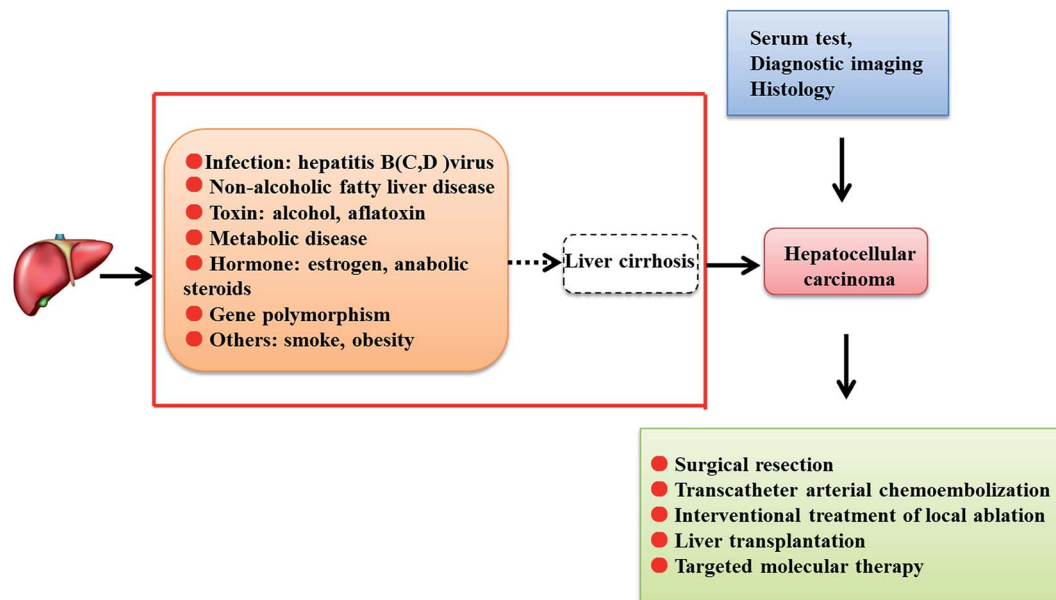 Serum test,
Diagnostic imaging
Histology
Infection: hepatitis B(C,D )virus
Non-alcoholic fatty liver disease
Toxin: alcohol, aflatoxin
Metabolic disease
Hormone: estrogen, anabolic
steroids
Gene polymorphism
Others: smoke, obesity
Liver cirrhosis
Hepatocellular
carcinoma
Surgical resection
Transcatheter arterial chemoembolization
Interventional treatment of local ablation
Liver transplantation
Targeted molecular therapy